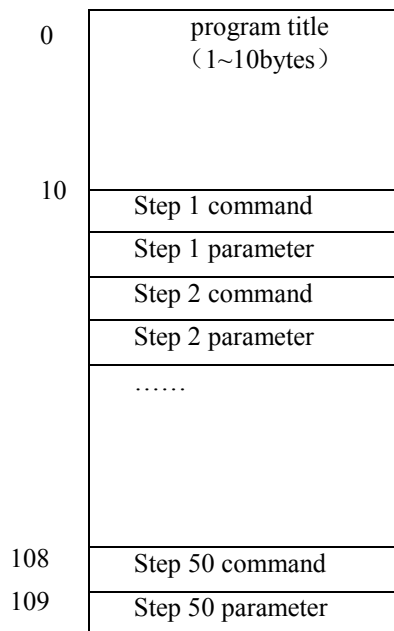 0
program title
（1~10bytes）
10
Step 1 command
Step 1 parameter
Step 2 command
Step 2 parameter
……
108
Step 50 command
109
Step 50 parameter